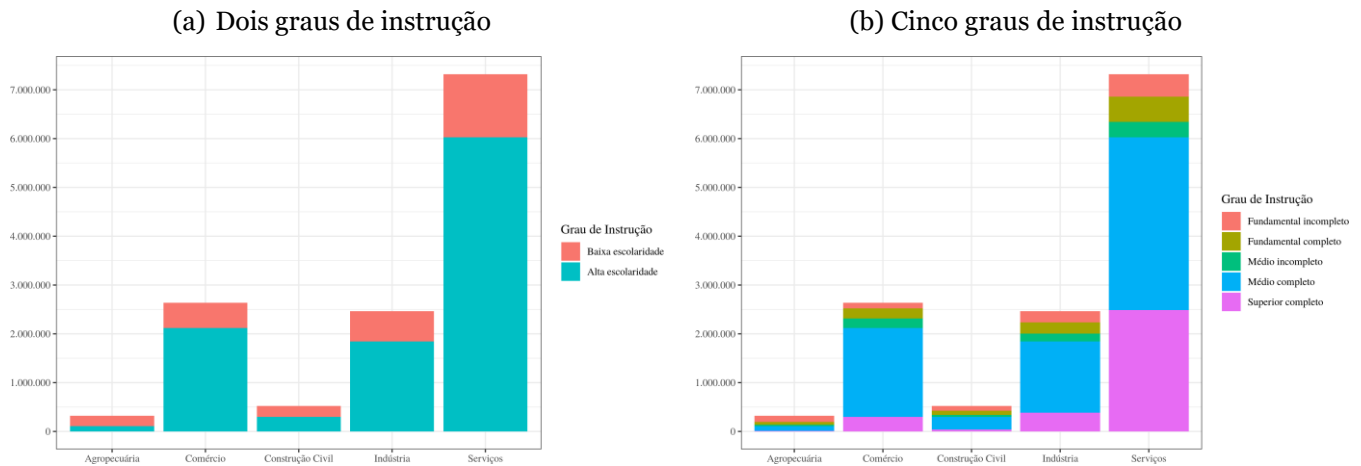 (a) Dois graus de instrução
7.000.000
6.000.000
5.000.000
4.000.000
3.000.000
2.000.000
1.000.000
0
Agropecuária Comércio Construção Civil Indústria Serviços
Grau de Instrução
Baixa escolaridade
Alta escolaridade
(b) Cinco graus de instrução
7.000.000
6.000.000
5.000.000
4.000.000
3.000.000
2.000.000
1.000.000
0
Agropecuária Comércio Construção Civil Indústria Serviços
Grau de Instrução
Fundamental incompleto
Fundamental completo
Médio incompleto
Médio completo
Superior completo